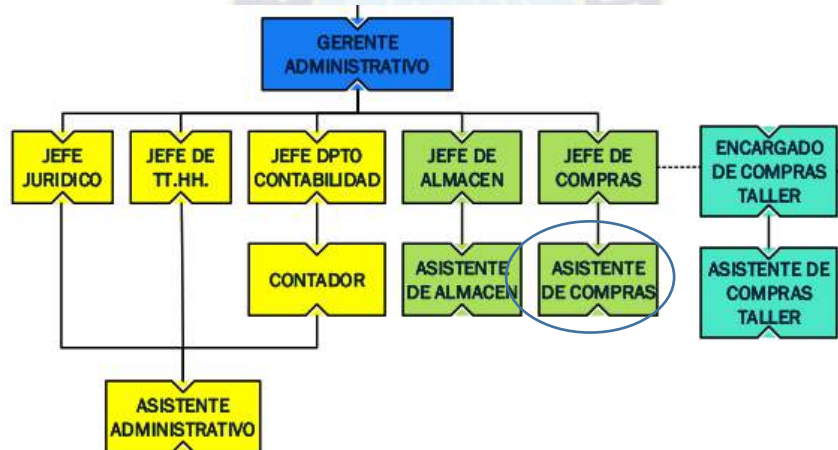 GERENTE
ADMINISTRATIVO
JEFE
JURIDICO
JEFE DE
TT.HH.
JEFE DPTO
CONTABILIDAD
JEFE DE
ALMACEN
JEFE DE
COMPRAS
ENCARGADO
DE COMPRAS
TALLER
CONTADOR
ASISTENTE
DE ALMACEN
ASISTENTE
DE COMPRAS
ASISTENTE DE
COMPRAS
TALLER
ASISTENTE
ADMINISTRATIVO